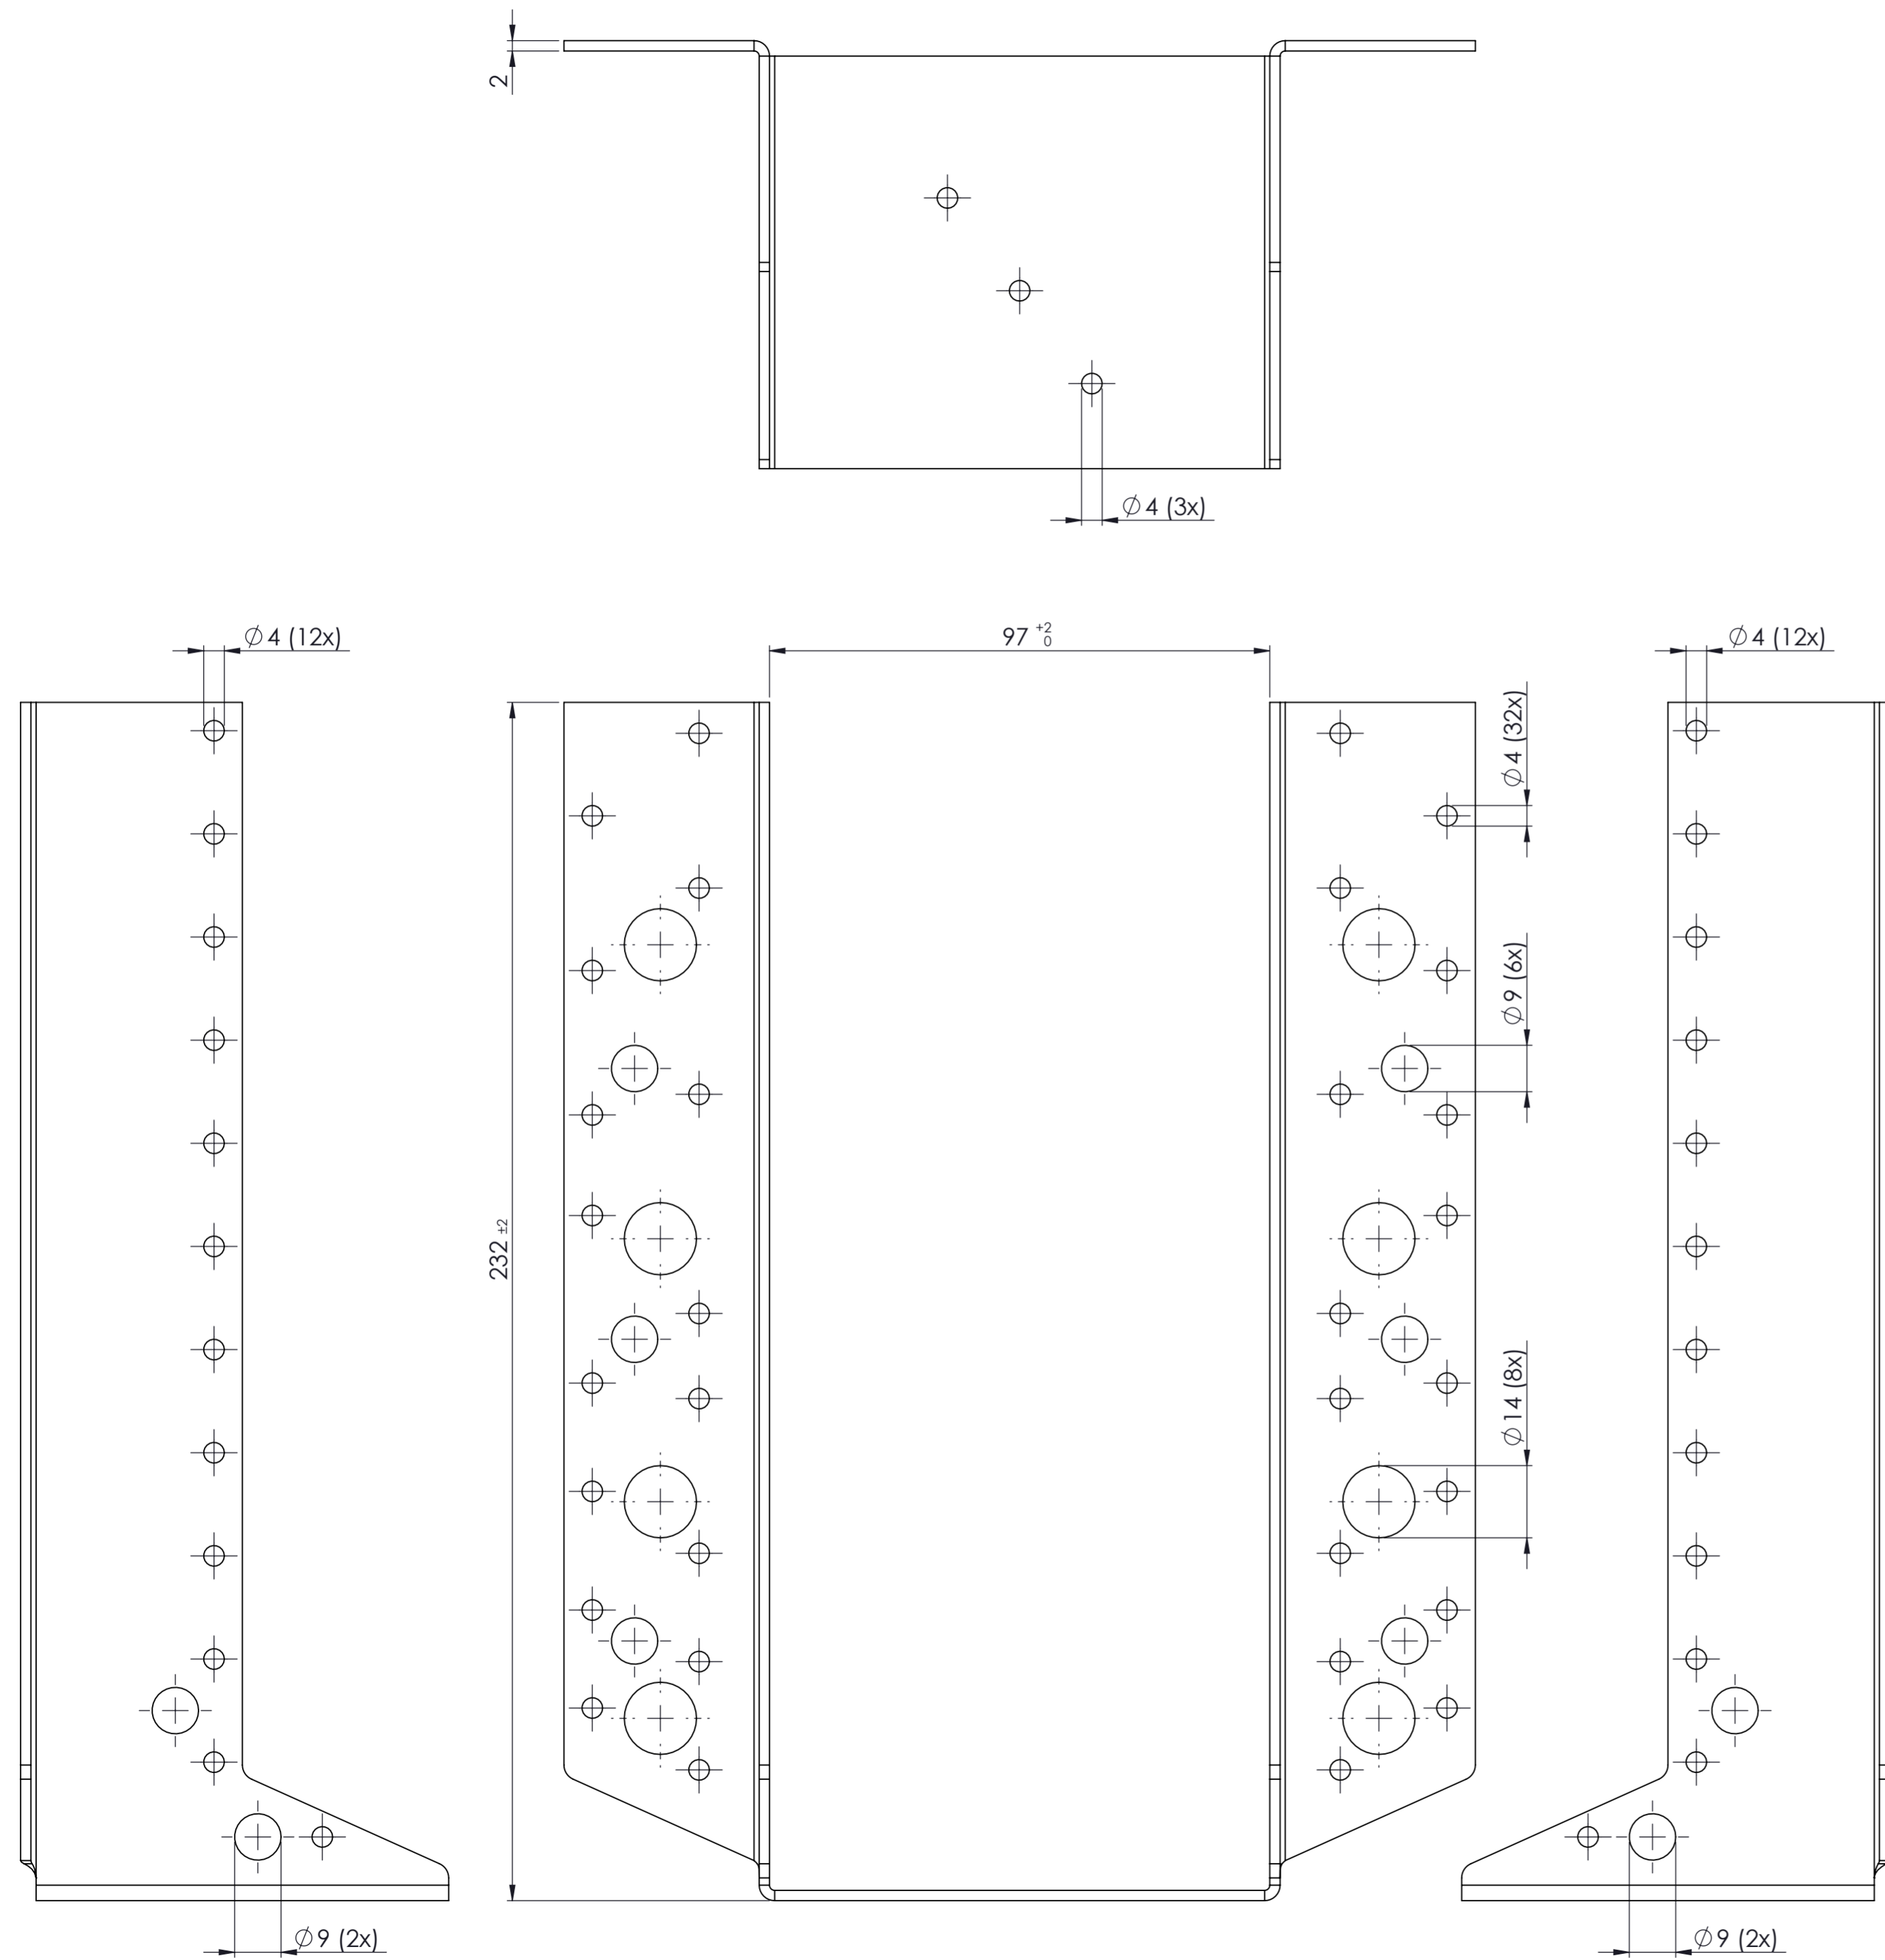 2
⌀4 (3x)
⌀4 (12x)
97 +2 0
⌀4 (12x)
⌀4 (32x)
⌀9 (6x)
232 ±2
⌀14 (8x)
⌀9 (2x)
⌀9 (2x)